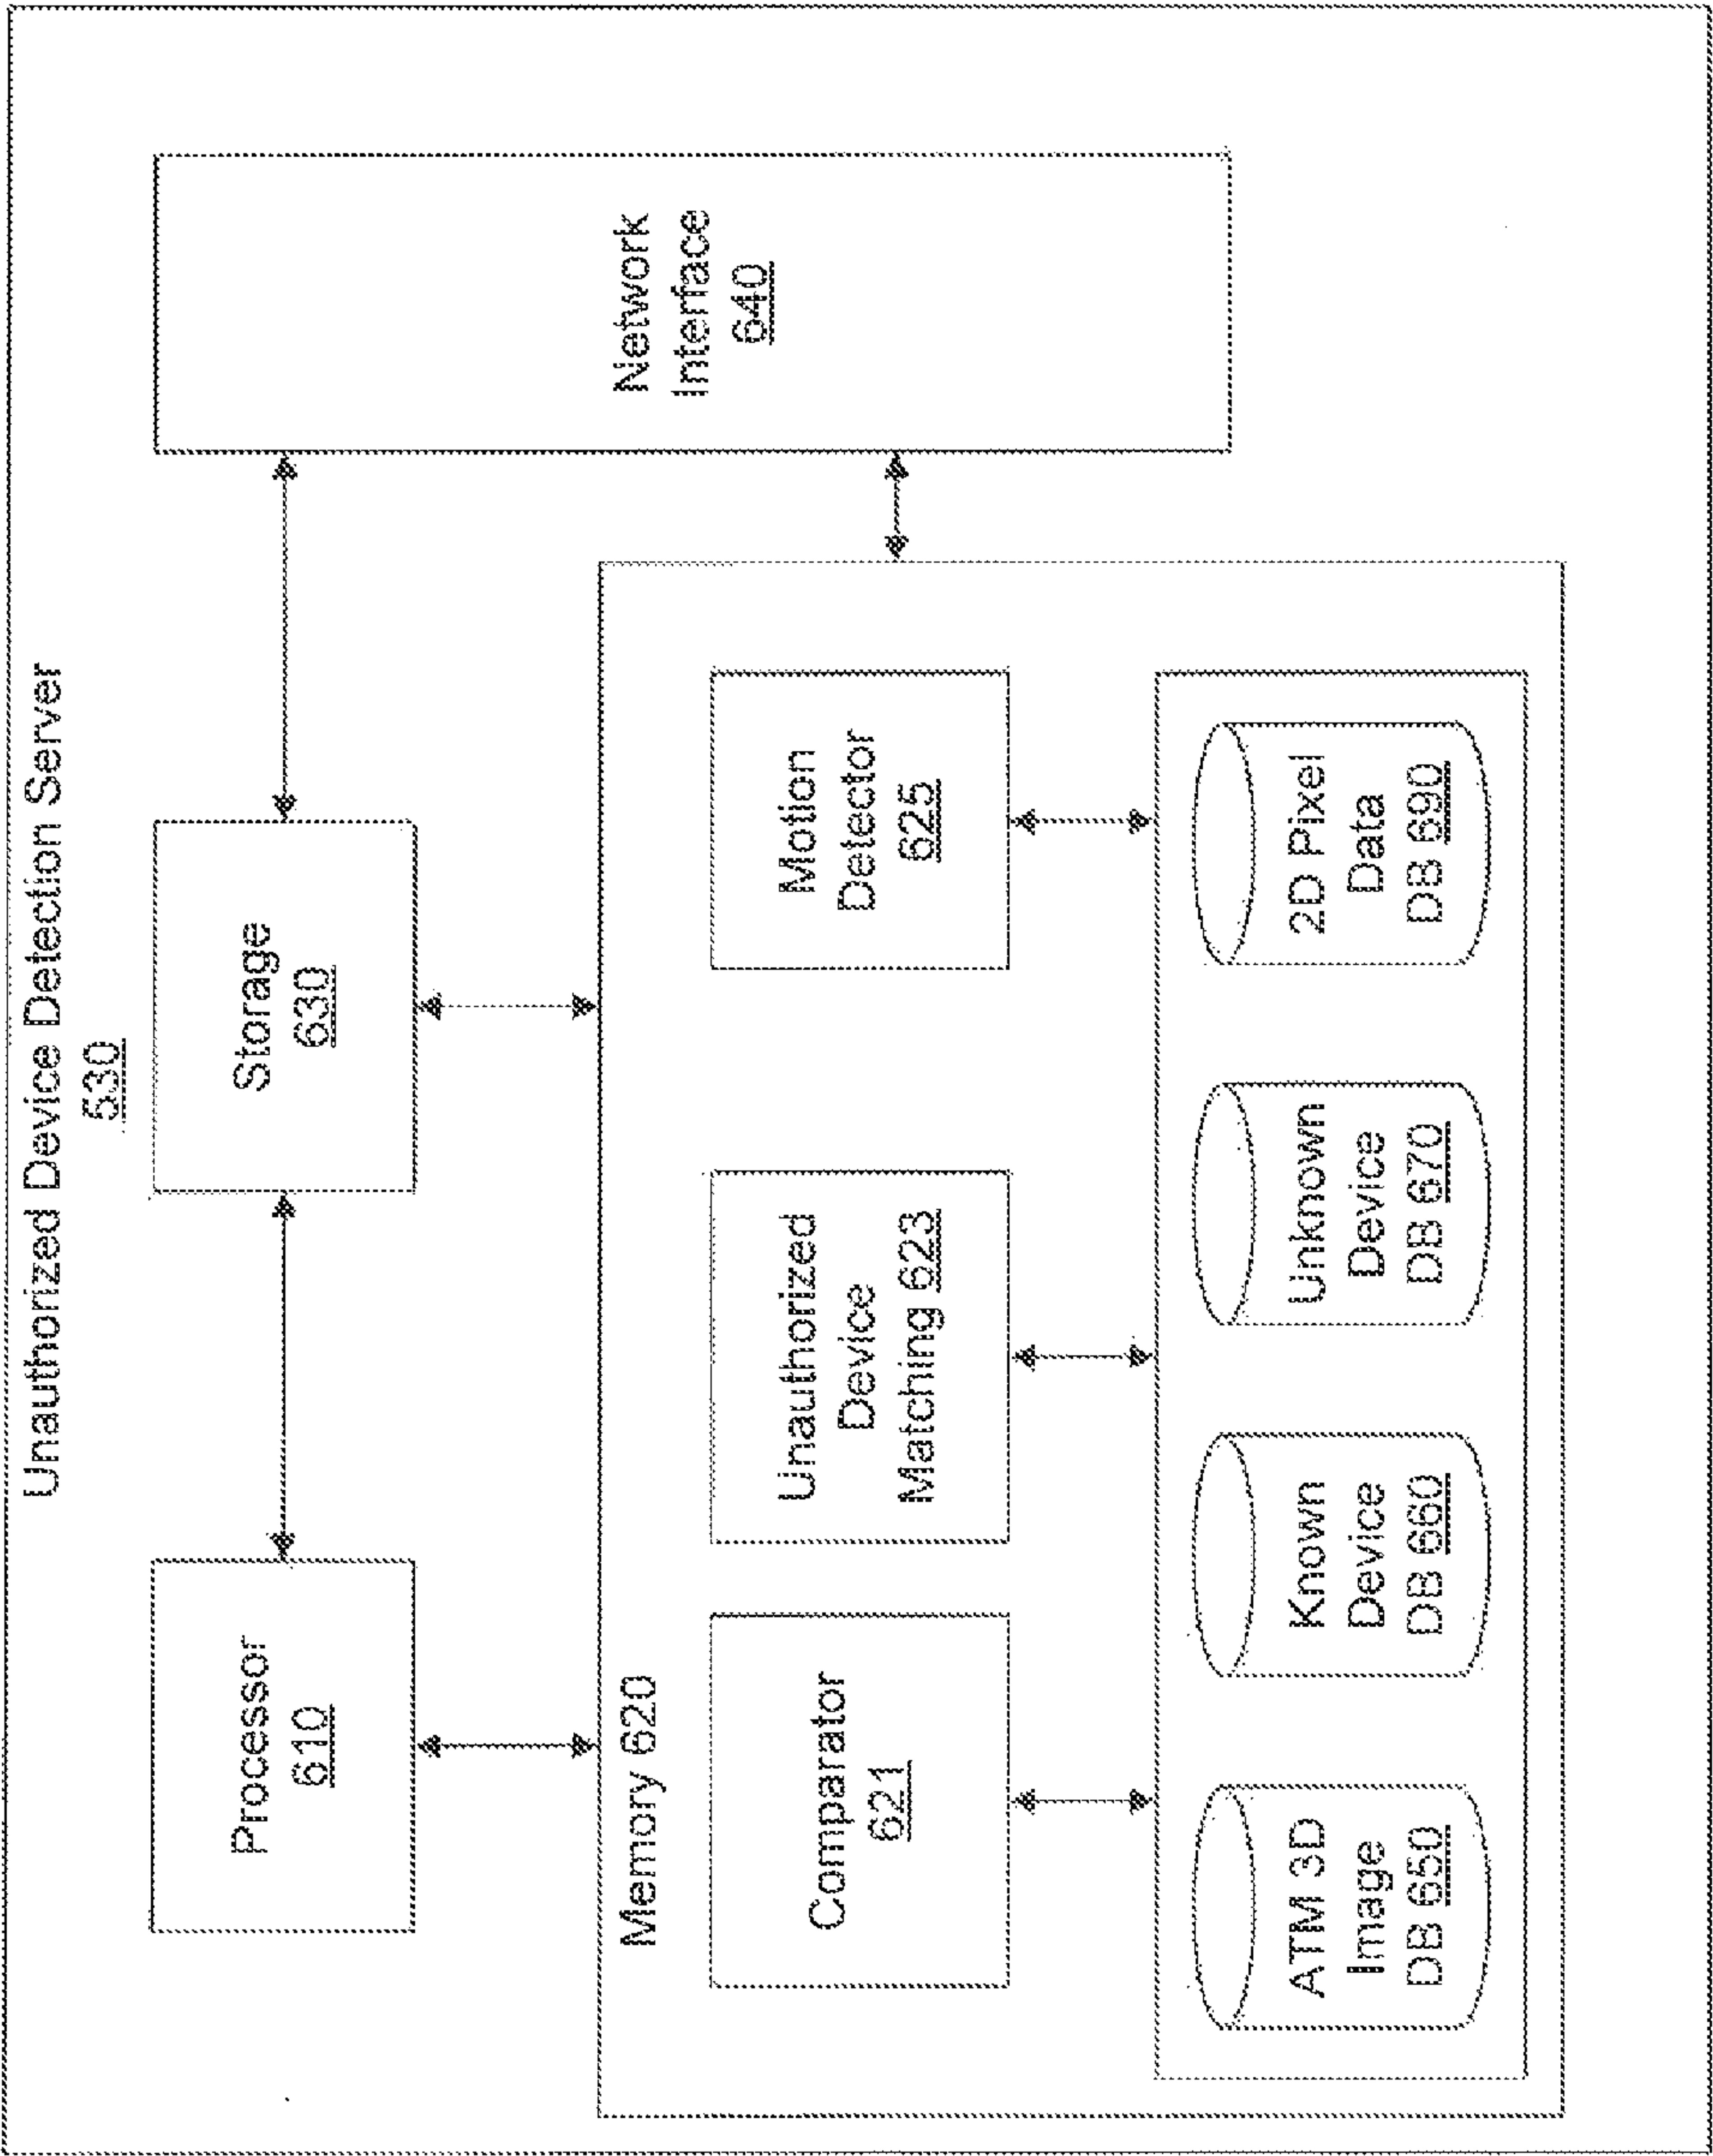 Unauthorized Device Detection Server
530
Processor
610
Storage
630
Network
Interface
640
Memory 620
Comparator
621
Unauthorized
Device
Matching 623
Motion
Detector
625
ATM 3D
Image
DB 650
Known
Device
DB 660
Unknown
Device
DB 670
2D Pixel
Data
DB 690